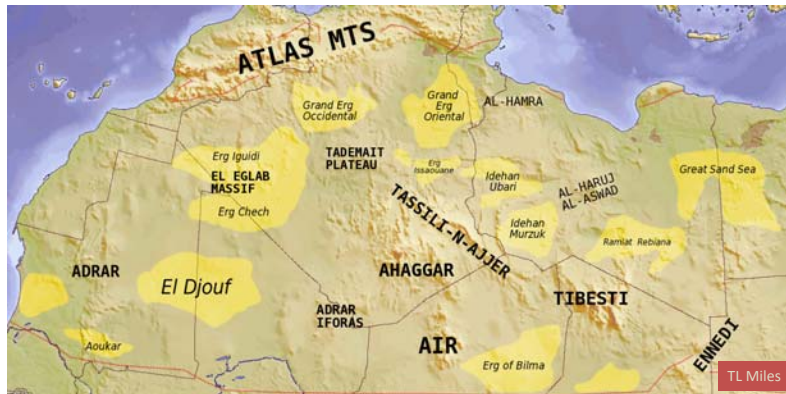 ATLAS MTS
Grand Erg
Occidental
Grand
Erg
Oriental
AL-HAMRA
Erg Iguidi
TADEMAIT
PLATEAU
Erg
Issaouane
EL EGLAB
MASSIF
Idehan
Ubari
Great Sand Sea
AL-HARUJ
AL-ASWAD
Erg Chech
TASSILI-N-AJJER
Idehan
Murzuk
Ramlat Rebiana
ADRAR
AHAGGAR
El Djouf
TIBESTI
ADRAR
IFORAS
Aoukar
AIR
ENNEDI
Erg of Bilma
TL Miles